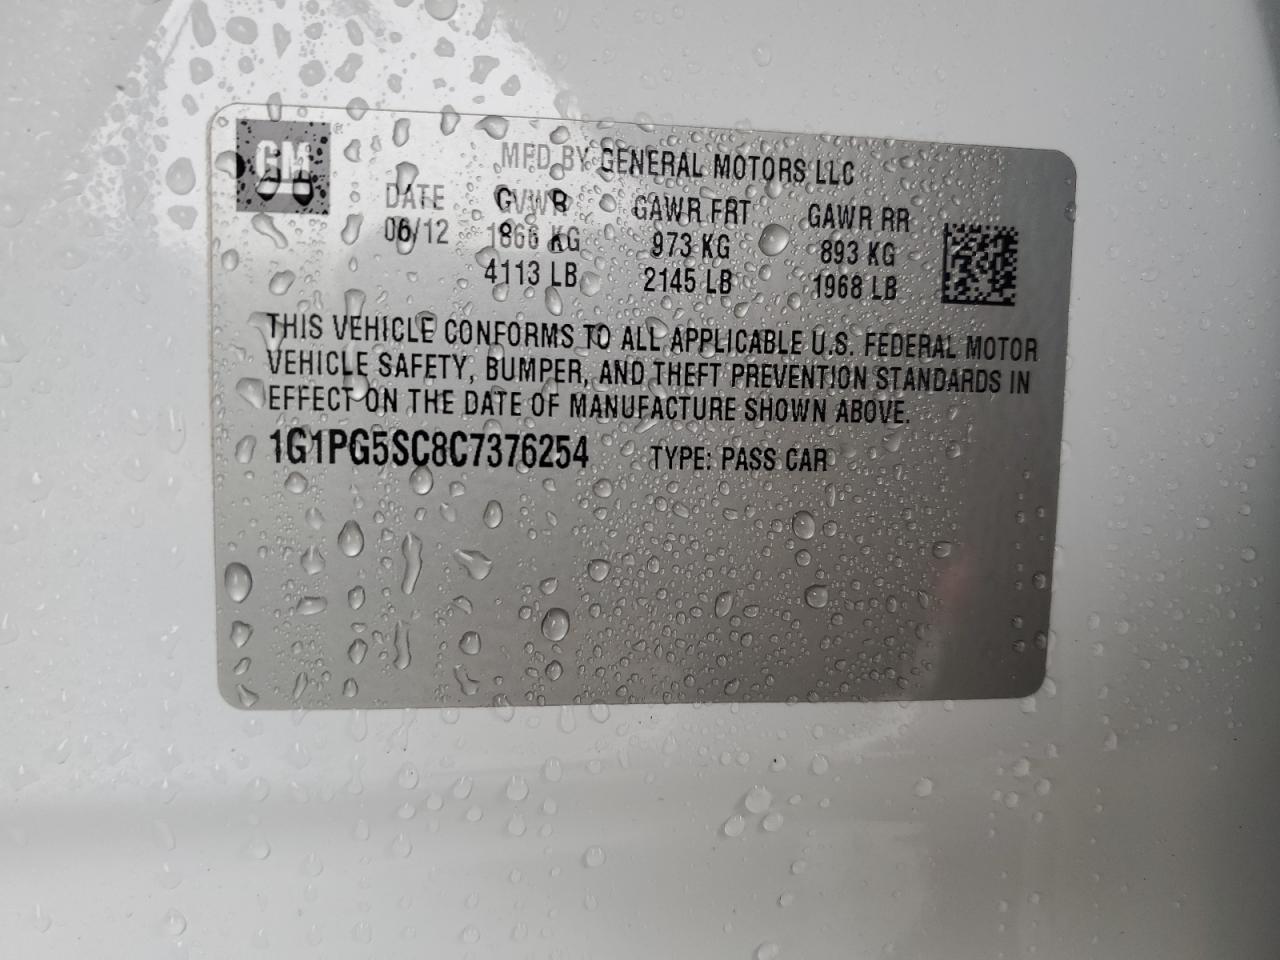 GM
MFD BY GENERAL MOTORS LLC
DATE GVWR GAWR FRT GAWR RR
06/12 1866 KG 973 KG 893 KG
4113 LB 2145 LB 1968 LB
THIS VEHICLE CONFORMS TO ALL APPLICABLE U.S. FEDERAL MOTOR
VEHICLE SAFETY, BUMPER, AND THEFT PREVENTION STANDARDS IN
EFFECT ON THE DATE OF MANUFACTURE SHOWN ABOVE.
1G1PG5SC8C7376254 TYPE: PASS CAR